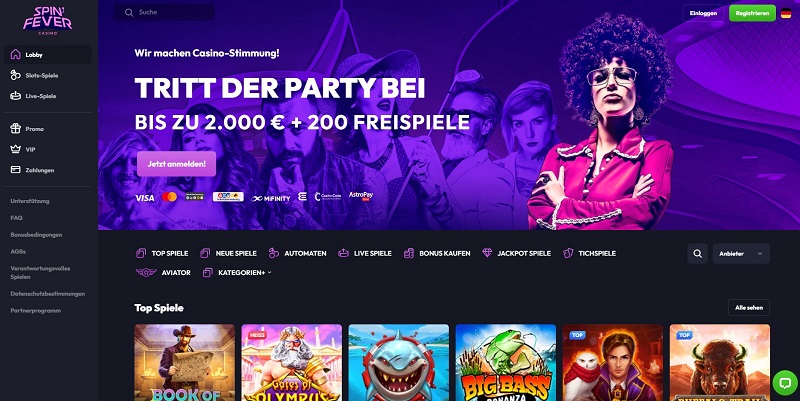 SPIN FEVER
CASINO
Suche
Einloggen
Registrieren
Lobby
Slots-Spiele
Live-Spiele
Promo
VIP
Zahlungen
Unterstützung
FAQ
Bonusbedingungen
AGBs
Verantwortungsvolles
Spielen
Datenschutzbestimmungen
Partnerprogramm
Wir machen Casino-Stimmung!
TRITT DER PARTY BEI
BIS ZU 2.000 € + 200 FREISPIELE
Jetzt anmelden!
VISA
MiFINITY
AstroPay
TOP SPIELE
NEUE SPIELE
AUTOMATEN
LIVE SPIELE
BONUS KAUFEN
JACKPOT SPIELE
TICHSPIELE
Anbieter
AVIATOR
KATEGORIEN+
Top Spiele
Alle sehen
BOOK OF
HEISS
GATES OF
OLYMPUS
BIG BASS
BONANZA
TOP
TOP
BUFFALO TRAIL